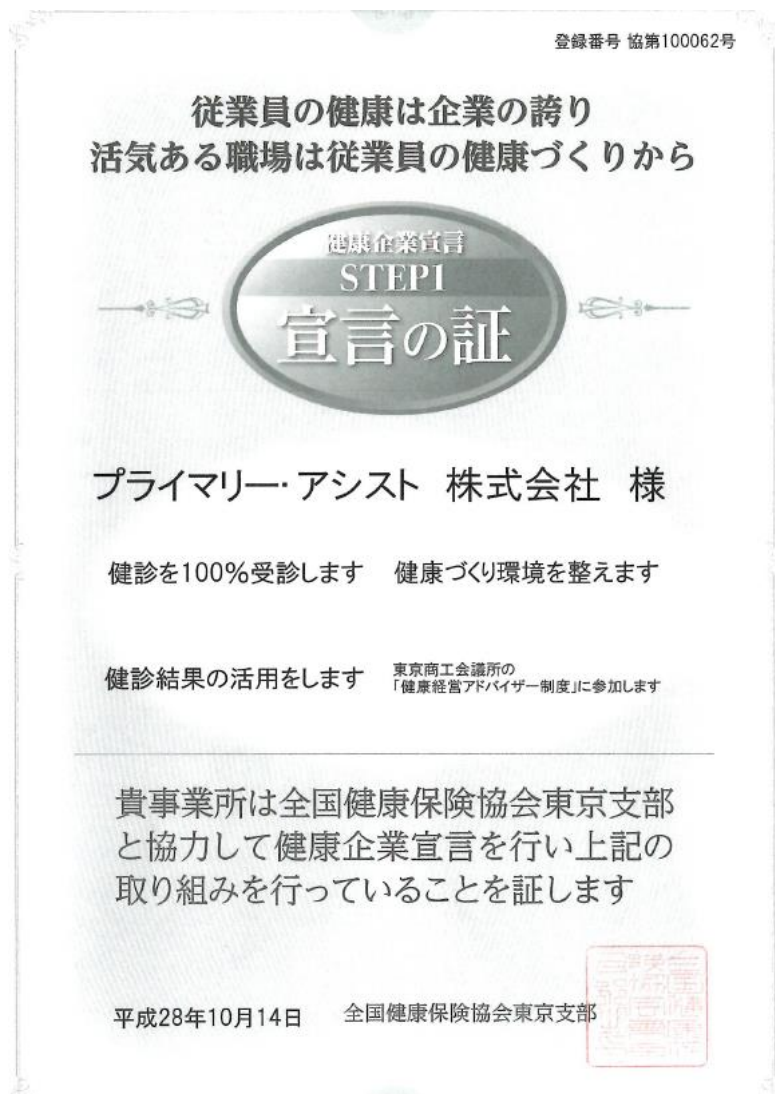 登録番号 協第100062号
従業員の健康は企業の誇り
活気ある職場は従業員の健康づくりから
健康企業宣言
STEP1
宣言の証
プライマリー・アシスト 株式会社 様
健診を100%受診します 健康づくり環境を整えます
健診結果の活用をします
東京商工会議所の
「健康経営アドバイザー制度」に参加します
貴事業所は全国健康保険協会東京支部
と協力して健康企業宣言を行い上記の
取り組みを行っていることを証します
平成28年10月14日 全国健康保険協会東京支部